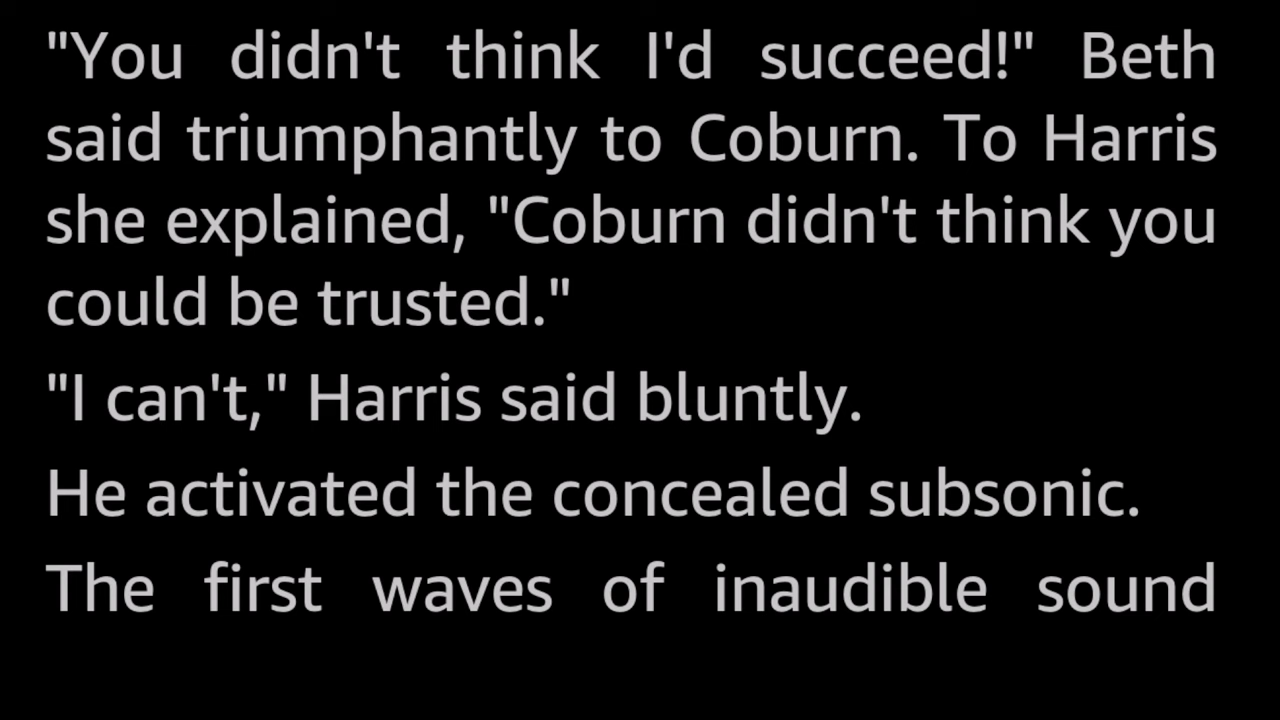 "You didn't think I'd succeed!" Beth
said triumphantly to Coburn. To Harris
she explained, "Coburn didn't think you
could be trusted."
"I can't," Harris said bluntly.
He activated the concealed subsonic.
The first waves of inaudible sound